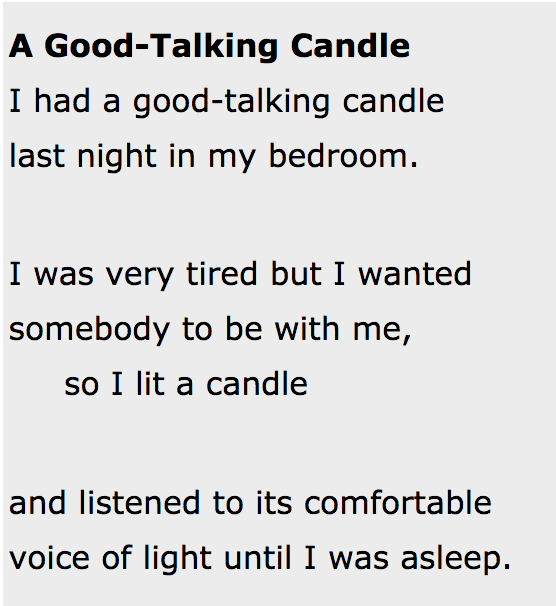 A Good-Talking Candle
I had a good-talking candle
last night in my bedroom.
I was very tired but I wanted
somebody to be with me,
so I lit a candle
and listened to its comfortable
voice of light until I was asleep.